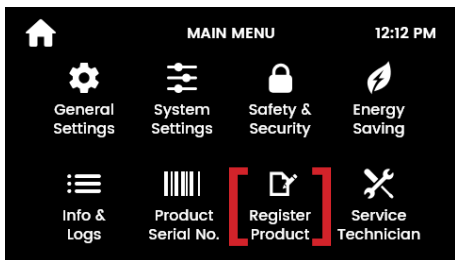 MAIN MENU 12:12 PM
General Settings
System Settings
Safety & Security
Energy Saving
Info & Logs
Product Serial No.
Register Product
Service Technician